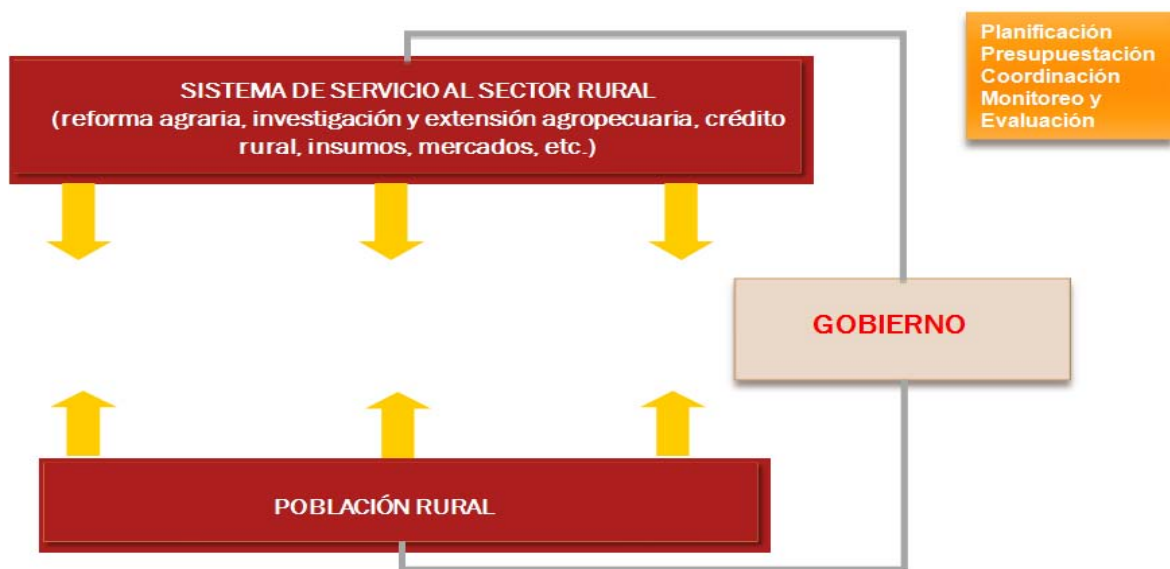 Planificación
Presupuestación
Coordinación
Monitoreo y
Evaluación
SISTEMA DE SERVICIO AL SECTOR RURAL
(reforma agraria, investigación y extensión agropecuaria, crédito
rural, insumos, mercados, etc.)
GOBIERNO
POBLACIÓN RURAL